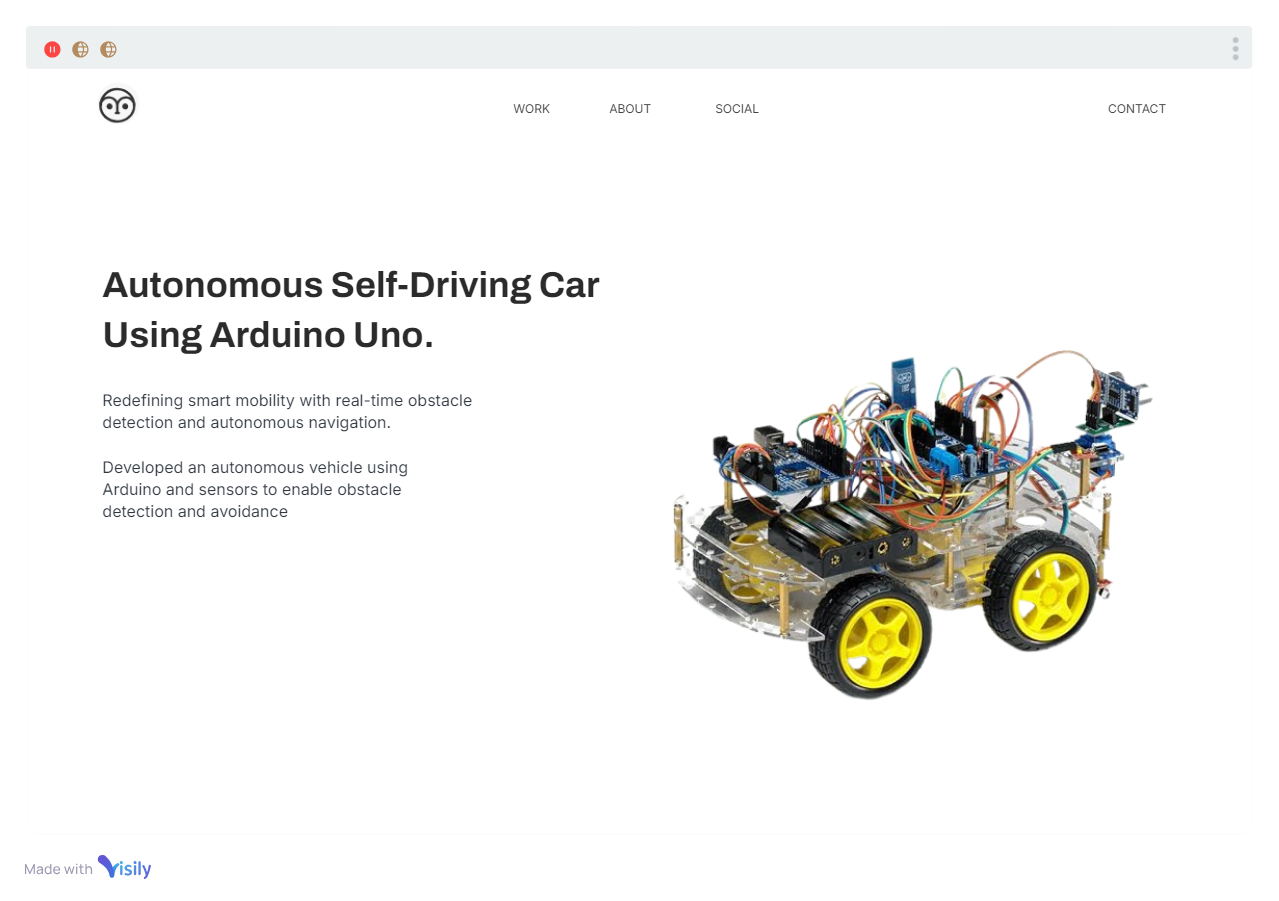 WORK ABOUT SOCIAL CONTACT
Autonomous Self-Driving Car
Using Arduino Uno.
Redefining smart mobility with real-time obstacle
detection and autonomous navigation.
Developed an autonomous vehicle using
Arduino and sensors to enable obstacle
detection and avoidance
Made with Visily